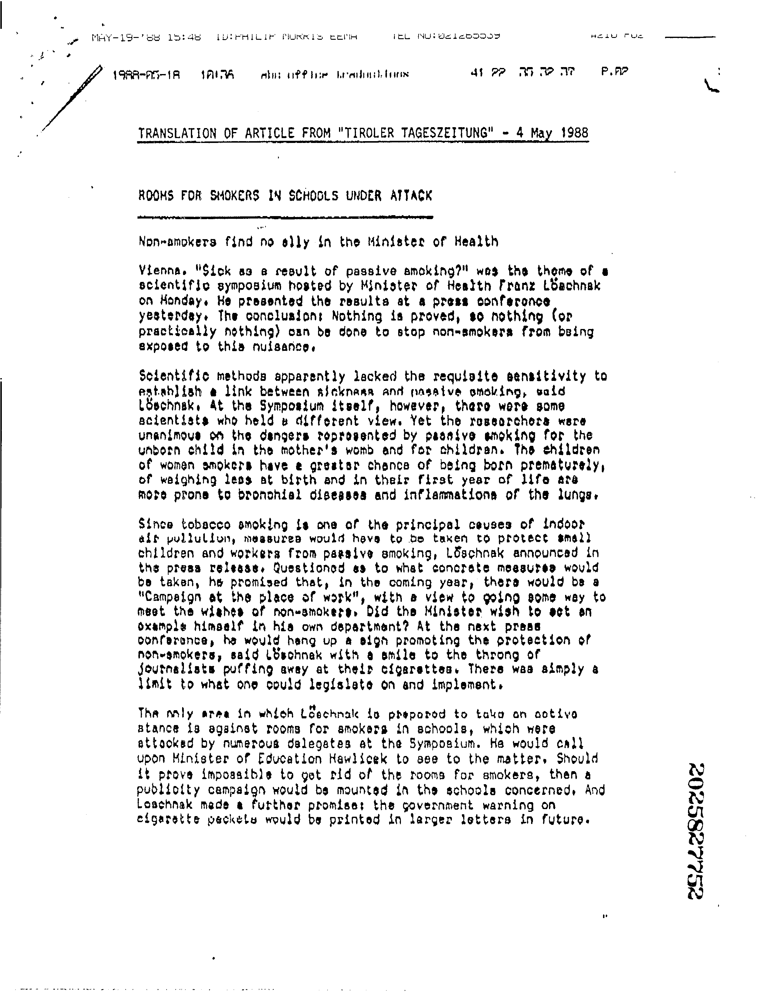 MAY-19-'88 15:48 ID:PHILIP MORRIS EEMA TEL NO:021265539 #210 P02
1988-05-18 41 22 P.02
TRANSLATION OF ARTICLE FROM "TIROLER TAGESZEITUNG" - 4 May 1988
ROOMS FOR SMOKERS IN SCHOOLS UNDER ATTACK
Non-smokers find no ally in the Minister of Health
Vienna. "Sick as a result of passive smoking?" was the theme of a
scientific symposium hosted by Minister of Health Franz Löschnak
on Monday. He presented the results at a press conference
yesterday. The conclusion: Nothing is proved, so nothing (or
practically nothing) can be done to stop non-smokers from being
exposed to this nuisance.
Scientific methods apparently lacked the requisite sensitivity to
establish a link between sickness and passive smoking, said
Löschnak. At the Symposium itself, however, there were some
scientists who held a different view. Yet the researchers were
unanimous on the dangers represented by passive smoking for the
unborn child in the mother's womb and for children. The children
of women smokers have a greater chance of being born prematurely,
of weighing less at birth and in their first year of life are
more prone to bronchial diseases and inflammations of the lungs.
Since tobacco smoking is one of the principal causes of indoor
air pollution, measures would have to be taken to protect small
children and workers from passive smoking, Löschnak announced in
the press release. Questioned as to what concrete measures would
be taken, he promised that, in the coming year, there would be a
"Campaign at the place of work", with a view to going some way to
meet the wishes of non-smokers. Did the Minister wish to set an
example himself in his own department? At the next press
conference, he would hang up a sign promoting the protection of
non-smokers, said Löschnak with a smile to the throng of
journalists puffing away at their cigarettes. There was simply a
limit to what one could legislate on and implement.
The only area in which Löschnak is prepared to take an active
stance is against rooms for smokers in schools, which were
attacked by numerous delegates at the Symposium. He would call
upon Minister of Education Hawlicek to see to the matter. Should
it prove impossible to get rid of the rooms for smokers, then a
publicity campaign would be mounted in the schools concerned. And
Loschnak made a further promise: the government warning on
cigarette packets would be printed in larger letters in future.
2025827752